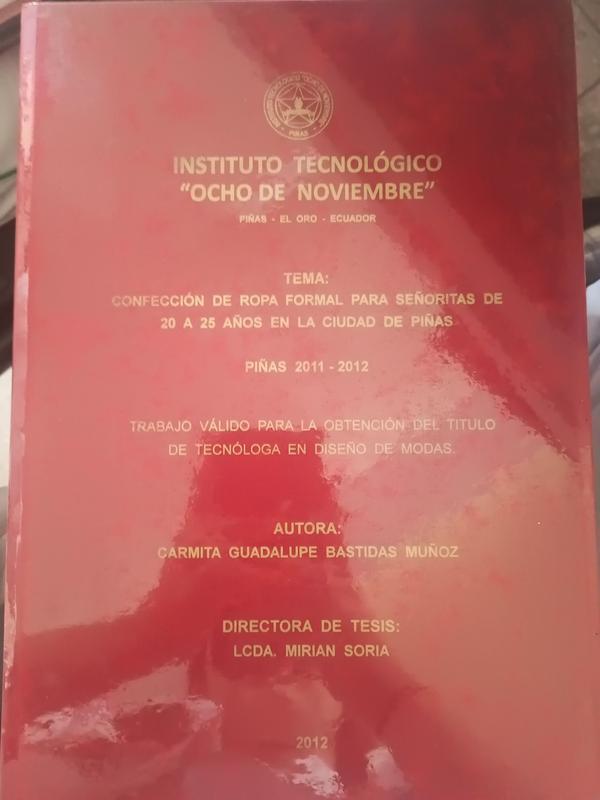 INSTITUTO TECNOLÓGICO
"OCHO DE NOVIEMBRE"
PIÑAS - EL ORO - ECUADOR
TEMA:
CONFECCIÓN DE ROPA FORMAL PARA SEÑORITAS DE
20 A 25 AÑOS EN LA CIUDAD DE PIÑAS
PIÑAS 2011 - 2012
TRABAJO VÁLIDO PARA LA OBTENCIÓN DEL TITULO
DE TECNÓLOGA EN DISEÑO DE MODAS.
AUTORA:
CARMITA GUADALUPE BASTIDAS MUÑOZ
DIRECTORA DE TESIS:
LCDA. MIRIAN SORIA
2012